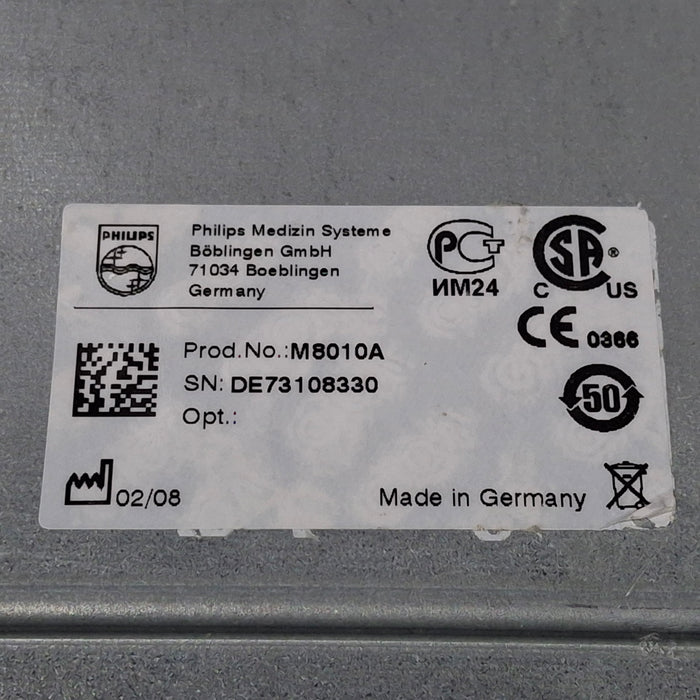 PHILIPS
Philips Medizin Systeme
Böblingen GmbH
71034 Boeblingen
Germany
РСТ
ИМ24
SA
C US
CE 0366
Prod.No.:M8010A
SN: DE73108330
Opt.:
50
02/08
Made in Germany